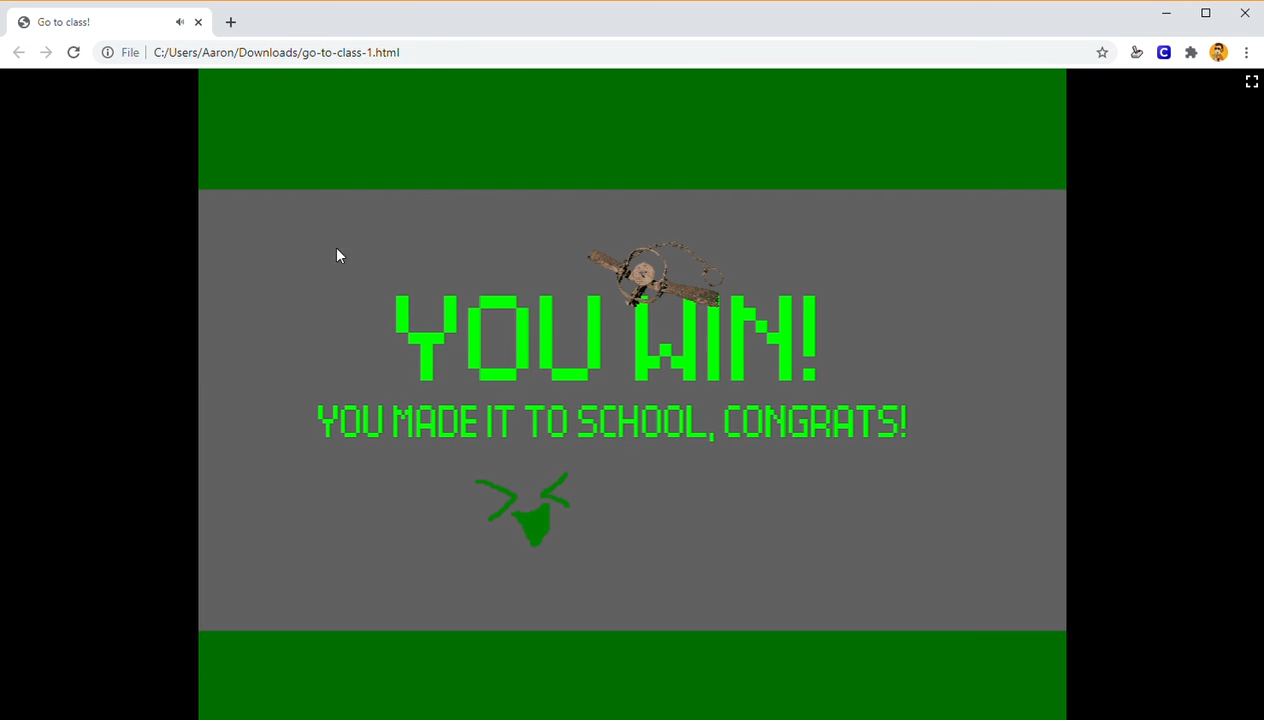 Go to class!
File
C:/Users/Aaron/Downloads/go-to-class-1.html
C
YOU WIN!
YOU MADE IT TO SCHOOL, CONGRATS!